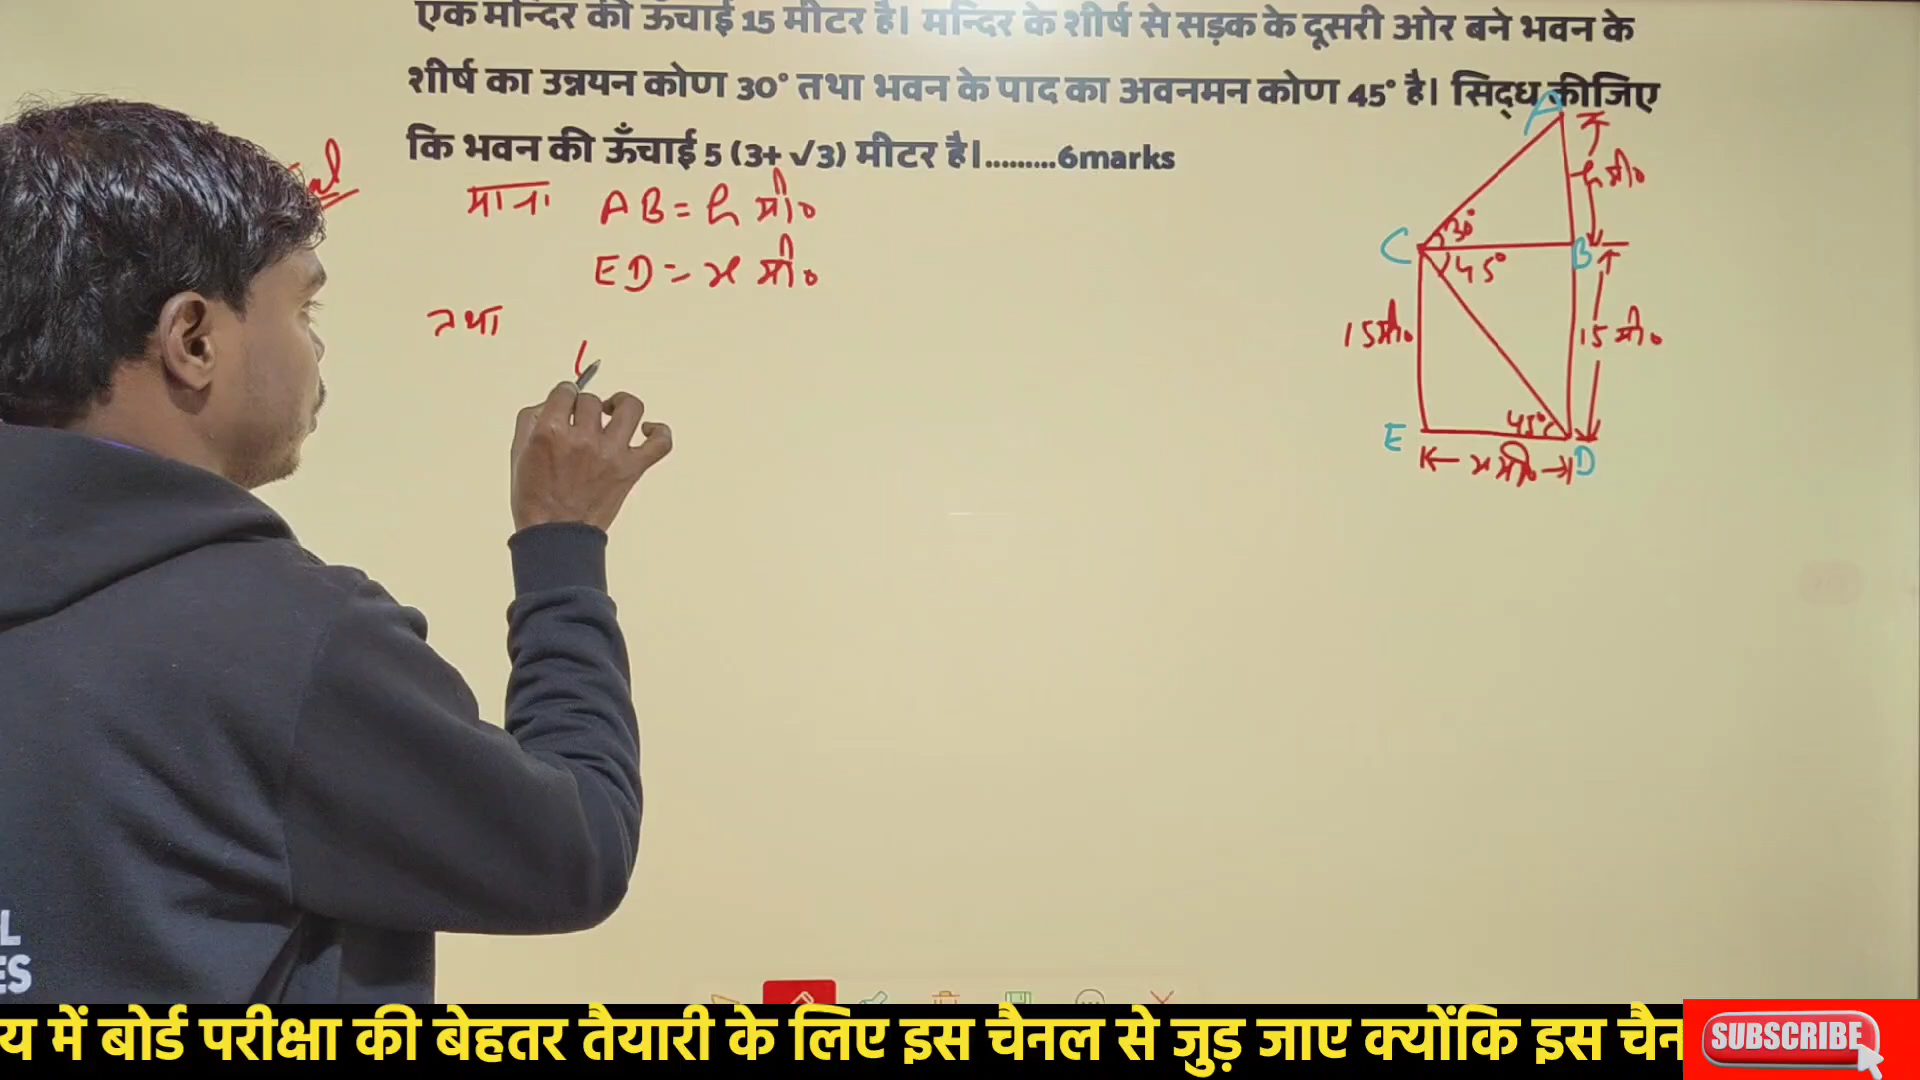 एक मन्दिर की ऊँचाई 15 मीटर है। मन्दिर के शीर्ष से सड़क के दूसरी ओर बने भवन के
शीर्ष का उन्नयन कोण 30° तथा भवन के पाद का अवनमन कोण 45° है। सिद्ध कीजिए
कि भवन की ऊँचाई 5 (3+ √3) मीटर है।.........6marks
माना AB = h मी०
ED = x मी०
तथा
A
h मी०
C 30° B
45°
15मी० 15 मी०
45°
E x मी० D
L
ES
य में बोर्ड परीक्षा की बेहतर तैयारी के लिए इस चैनल से जुड़ जाए क्योंकि इस चैन
SUBSCRIBE